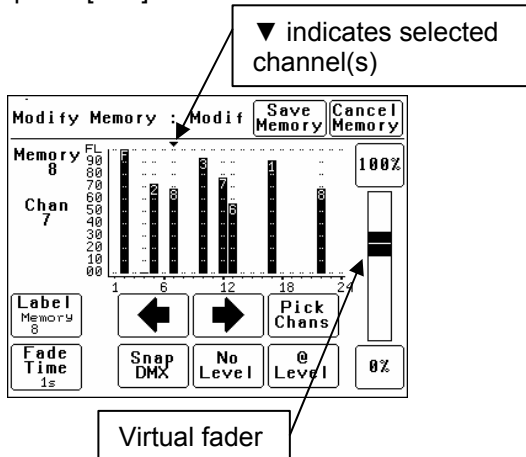 ▼ indicates selected
channel(s)
Modify Memory : Modif
Save
Memory
Cancel
Memory
Memory
8
Chan
7
FL
90
80
70
60
50
40
30
20
10
00
F 2 8 3 7 6 1 8
1 6 12 18 24
100%
0%
Label
Memory
8
Pick
Chans
Fade
Time
1s
Snap
DMX
No
Level
@
Level
Virtual fader